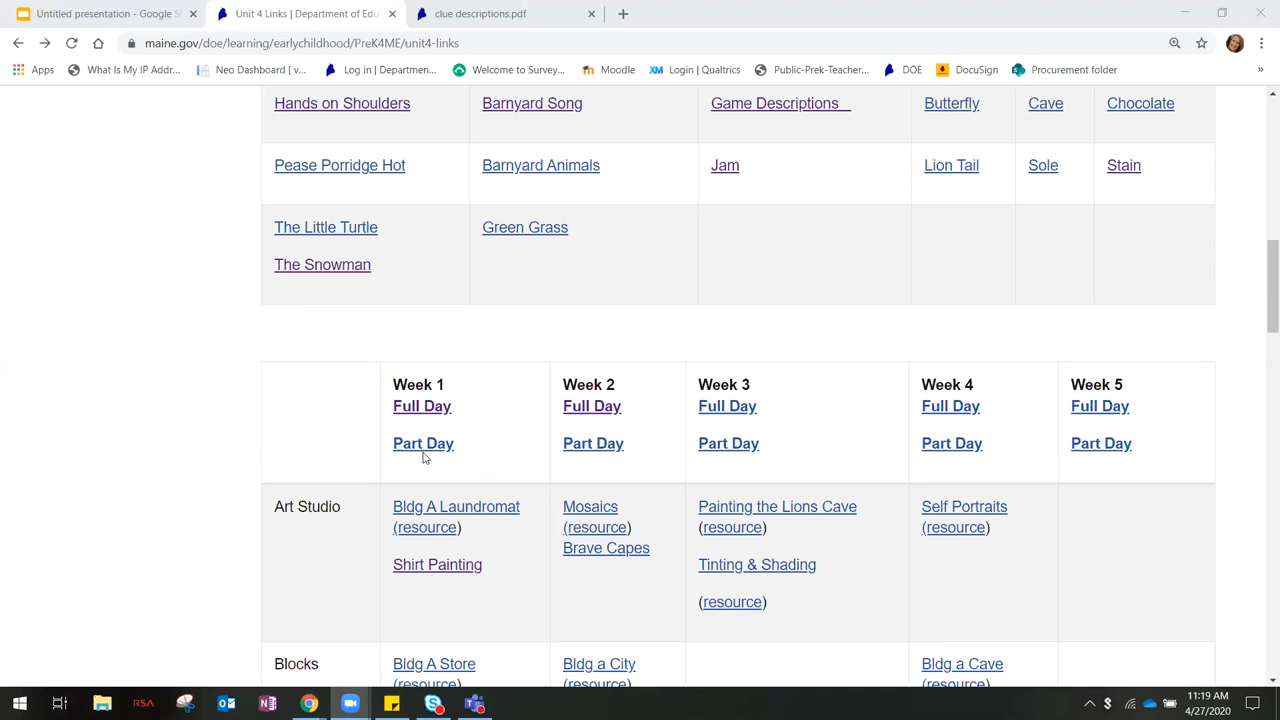 Untitled presentation - Google S
Unit 4 Links | Department of Edu
clue descriptions.pdf
maine.gov/doe/learning/earlychildhood/PreK4ME/unit4-links
Apps What Is My IP Addr... Neo Dashboard [ v... Log in | Departmen... Welcome to Survey... Moodle Login | Qualtrics Public-Prek-Teacher... DOE DocuSign Procurement folder »
Hands on Shoulders Barnyard Song Game Descriptions Butterfly Cave Chocolate
Pease Porridge Hot Barnyard Animals Jam Lion Tail Sole Stain
The Little Turtle Green Grass
The Snowman
Week 1 Week 2 Week 3 Week 4 Week 5
Full Day Full Day Full Day Full Day Full Day
Part Day Part Day Part Day Part Day Part Day
Art Studio Bldg A Laundromat Mosaics Painting the Lions Cave Self Portraits
(resource) (resource) (resource) (resource)
Brave Capes
Shirt Painting Tinting & Shading
(resource)
Blocks Bldg A Store Bldg a City Bldg a Cave
(resource) (resource) (resource)
RSA
11:19 AM
4/27/2020